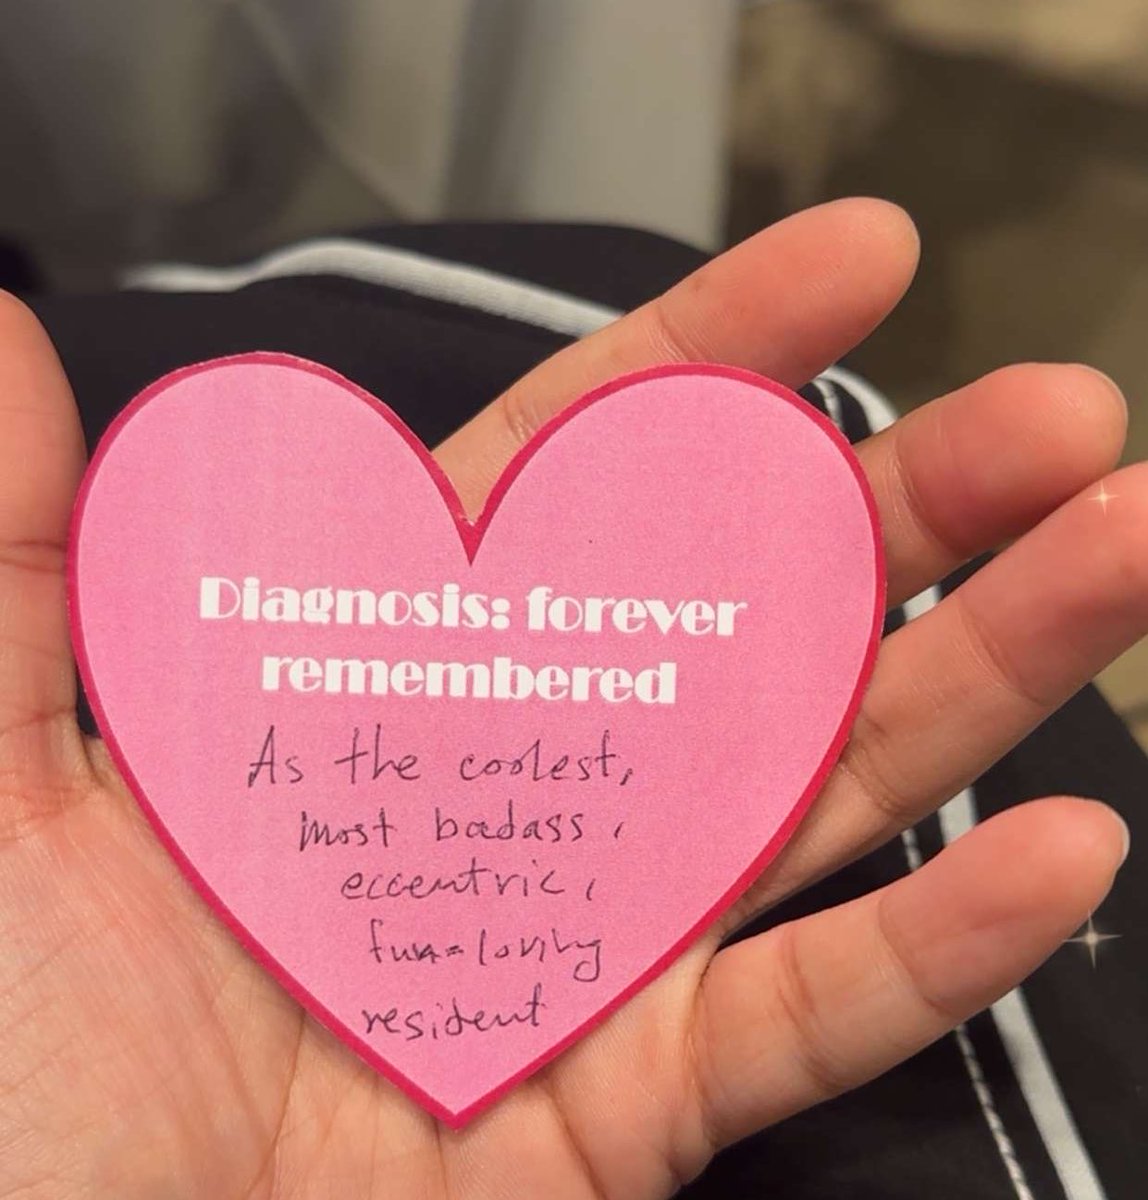 Diagnosis: forever
remembered
As the coolest,
most badass,
eccentric,
fun-loving
resident